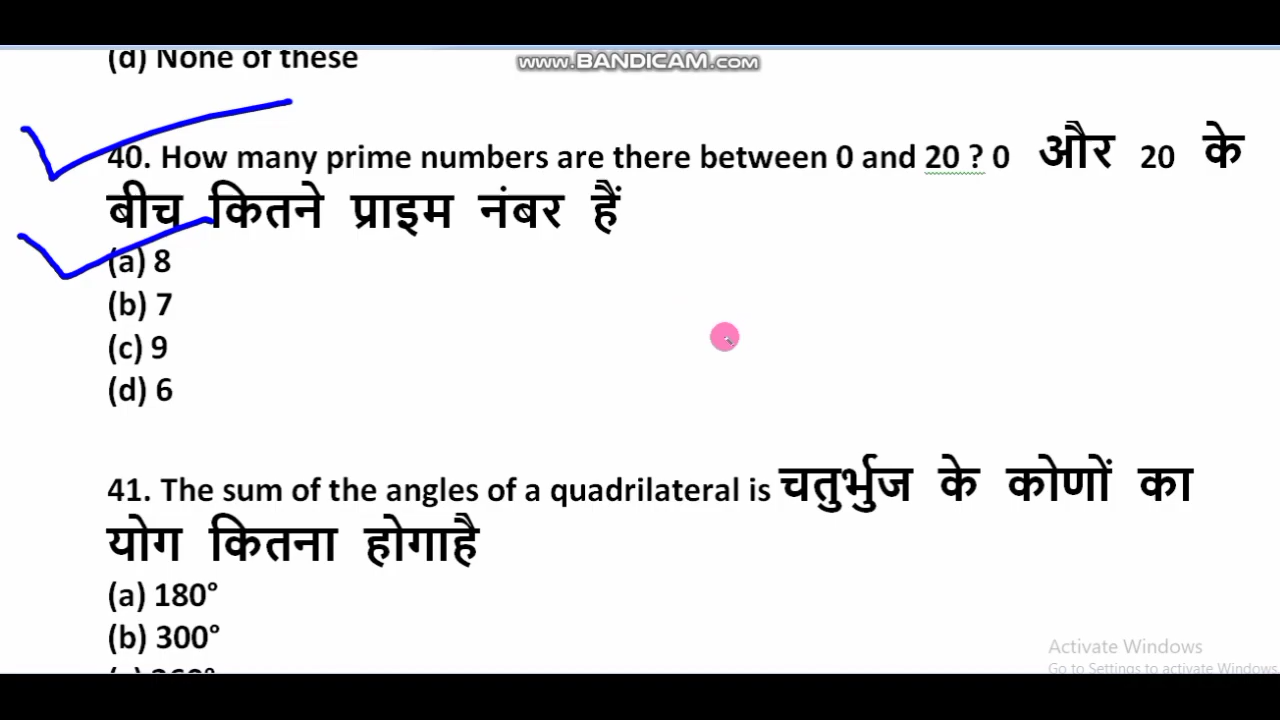 (d) None of these
www.BANDICAM.com
40. How many prime numbers are there between 0 and 20 ? 0 और 20 के
बीच कितने प्राइम नंबर हैं
(a) 8
(b) 7
(c) 9
(d) 6
41. The sum of the angles of a quadrilateral is चतुर्भुज के कोणों का
योग कितना होगाहै
(a) 180°
(b) 300°
Activate Windows
Go to Settings to activate Windows.